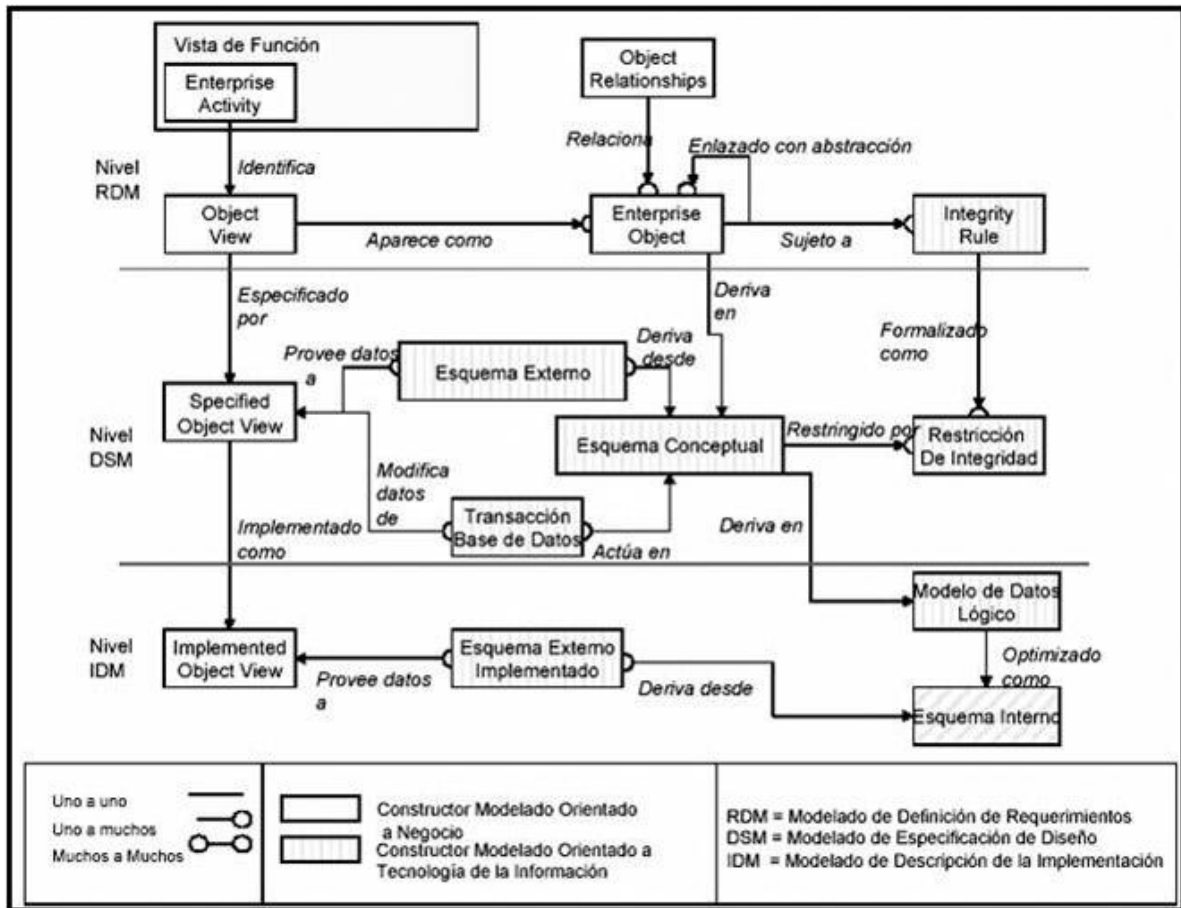 Vista de Función
Enterprise
Activity
Object
Relationships
Relaciona
Enlazado con abstracción
Nivel
RDM
Identifica
Object
View
Aparece como
Enterprise
Object
Sujeto a
Integrity
Rule
Especificado
por
Deriva
en
Formalizado
como
Provee datos
a
Esquema Externo
Deriva
desde
Nivel
DSM
Specified
Object View
Esquema Conceptual
Restringido por
Restricción
De Integridad
Modifica
datos
de
Implementado
como
Transacción
Base de Datos
Actúa en
Deriva en
Modelo de Datos
Lógico
Nivel
IDM
Implemented
Object View
Provee datos
a
Esquema Externo
Implementado
Deriva desde
Optimizado
como
Esquema Interno
Uno a uno
Uno a muchos
Muchos a Muchos
Constructor Modelado Orientado
a Negocio
Constructor Modelado Orientado a
Tecnología de la Información
RDM = Modelado de Definición de Requerimientos
DSM = Modelado de Especificación de Diseño
IDM = Modelado de Descripción de la Implementación